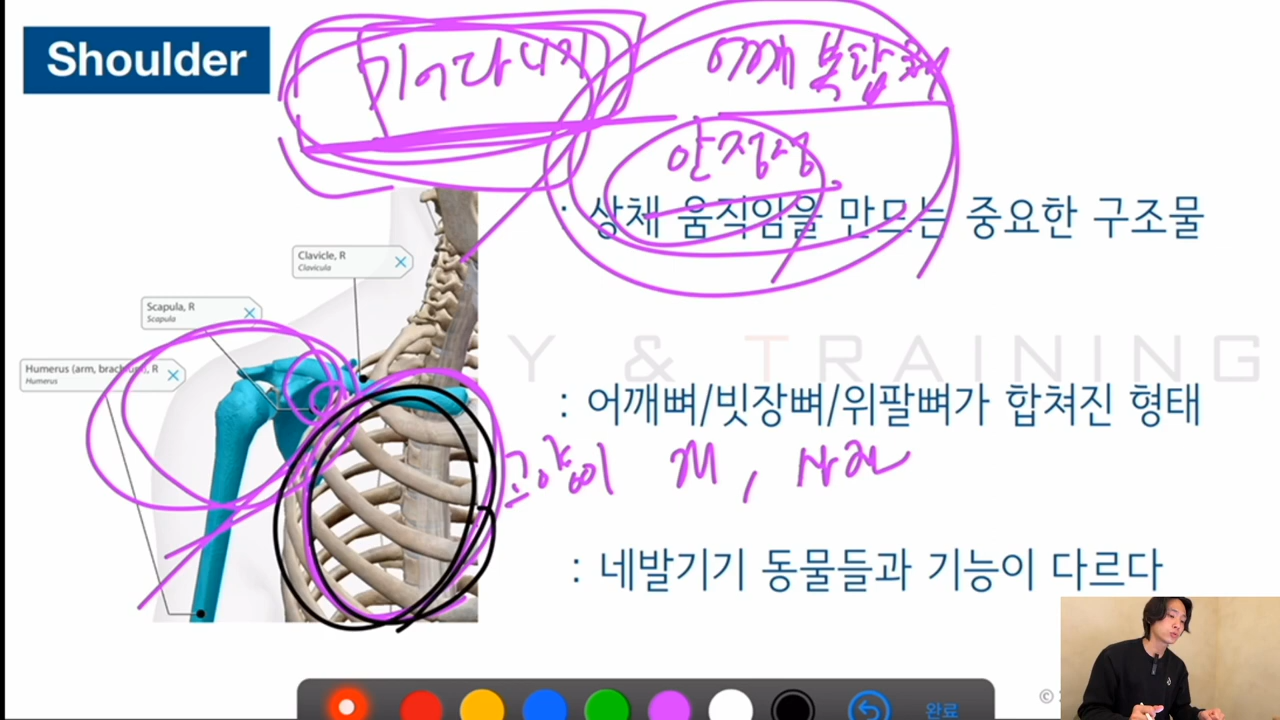 Shoulder
기어다니지
어깨 복합체
안정성
: 상체 움직임을 만드는 중요한 구조물
Clavicle, R
Clavicula
Scapula, R
Scapula
Humerus (arm, brachium), R
Humerus
Y & TRAINING
: 어깨뼈/빗장뼈/위팔뼈가 합쳐진 형태
고양이 개, 사자
: 네발기기 동물들과 기능이 다르다
©
완료